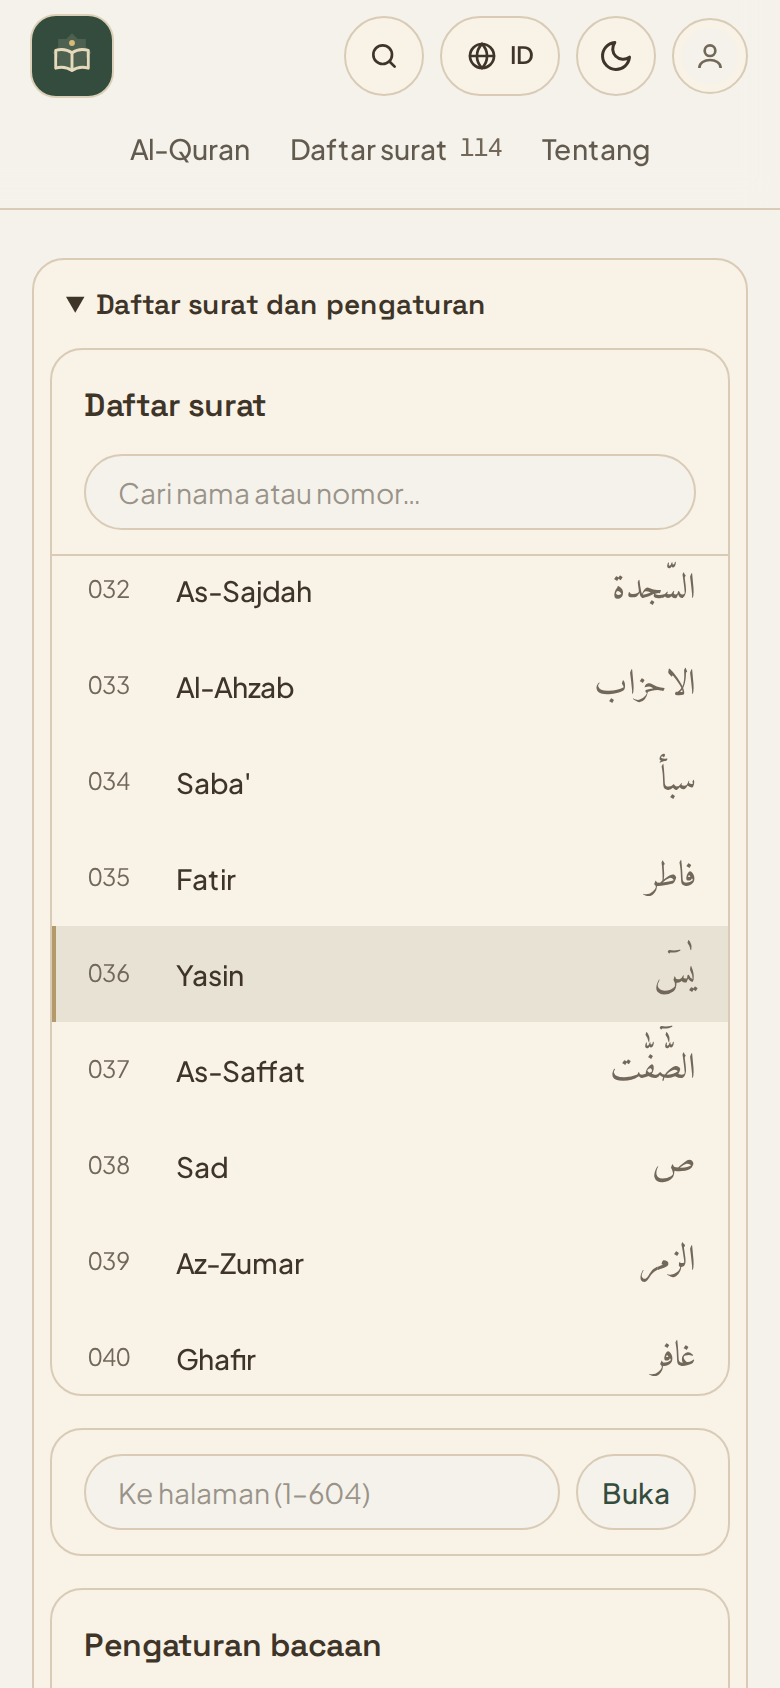 ID
Al-Quran Daftar surat 114 Tentang
▼ Daftar surat dan pengaturan
Daftar surat
Cari nama atau nomor...
032 As-Sajdah السّجدة
033 Al-Ahzab الاحزاب
034 Saba' سبأ
035 Fatir فاطر
036 Yasin يٰسۤ
037 As-Saffat الصّٰۤفّٰت
038 Sad ص
039 Az-Zumar الزمر
040 Ghafir غافر
Ke halaman (1-604) Buka
Pengaturan bacaan